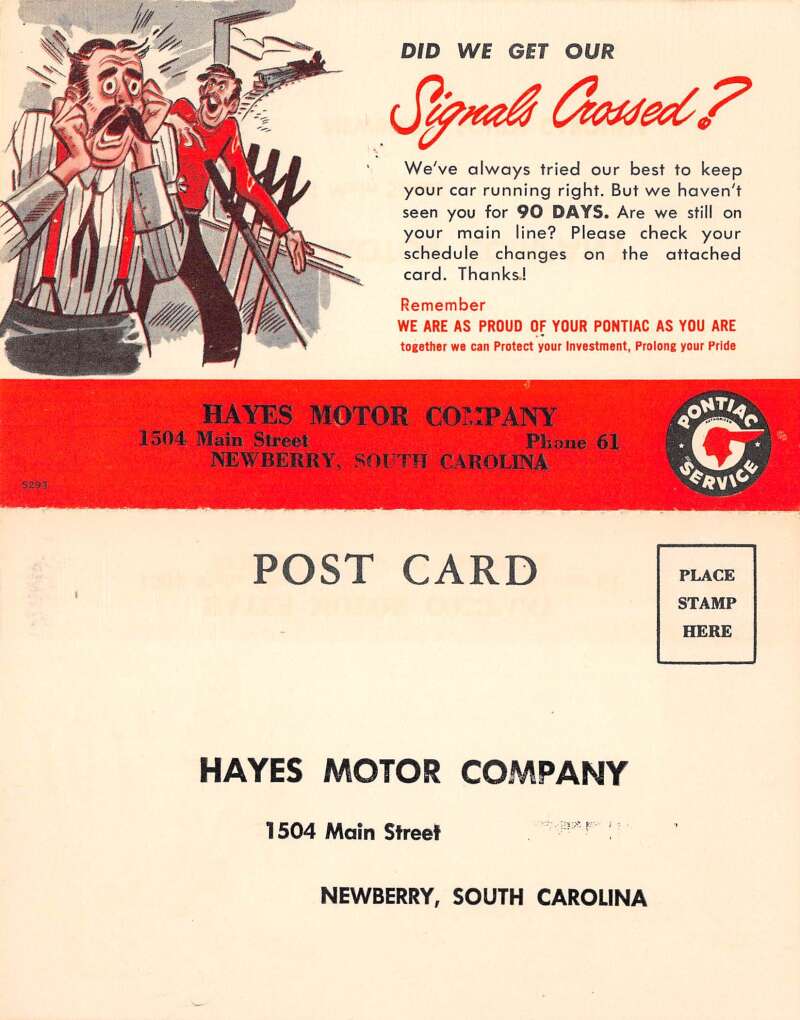 DID WE GET OUR
Signals Crossed?
We've always tried our best to keep
your car running right. But we haven't
seen you for 90 DAYS. Are we still on
your main line? Please check your
schedule changes on the attached
card. Thanks!
Remember
WE ARE AS PROUD OF YOUR PONTIAC AS YOU ARE
together we can Protect your Investment, Prolong your Pride
HAYES MOTOR COMPANY
1504 Main Street Phone 61
NEWBERRY, SOUTH CAROLINA
PONTIAC
AUTHORIZED
SERVICE
S293
POST CARD
PLACE
STAMP
HERE
HAYES MOTOR COMPANY
1504 Main Street
NEWBERRY, SOUTH CAROLINA